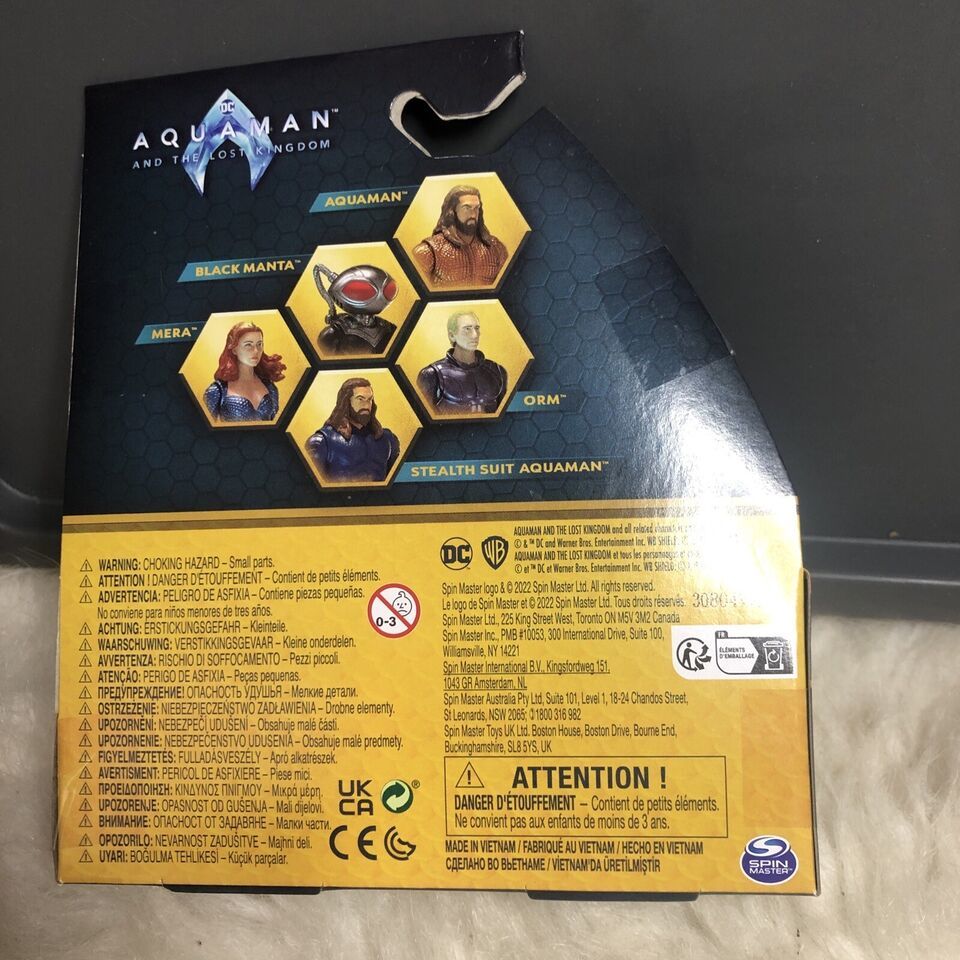 DC
AQUAMAN™
AND THE LOST KINGDOM
AQUAMAN™
BLACK MANTA™
MERA™
ORM™
STEALTH SUIT AQUAMAN™
⚠ WARNING: CHOKING HAZARD – Small parts.
⚠ ATTENTION ! DANGER D'ÉTOUFFEMENT – Contient de petits éléments.
⚠ ADVERTENCIA: PELIGRO DE ASFIXIA – Contiene piezas pequeñas.
No conviene para niños menores de tres años.
⚠ ACHTUNG: ERSTICKUNGSGEFAHR – Kleinteile.
⚠ WAARSCHUWING: VERSTIKKINGSGEVAAR – Kleine onderdelen.
⚠ AVVERTENZA: RISCHIO DI SOFFOCAMENTO – Pezzi piccoli.
⚠ ATENÇÃO: PERIGO DE ASFIXIA – Peças pequenas.
⚠ ПРЕДУПРЕЖДЕНИЕ! ОПАСНОСТЬ УДУШЬЯ – Мелкие детали.
⚠ OSTRZEŻENIE: NIEBEZPIECZEŃSTWO ZADŁAWIENIA – Drobne elementy.
⚠ UPOZORNĚNÍ: NEBEZPEČÍ UDUŠENÍ – Obsahuje malé části.
⚠ UPOZORNENIE: NEBEZPEČENSTVO UDUSENIA – Obsahuje malé predmety.
⚠ FIGYELMEZTETÉS: FULLADÁSVESZÉLY – Apró alkatrészek.
⚠ AVERTISMENT: PERICOL DE ASFIXIERE – Piese mici.
⚠ ΠΡΟΕΙΔΟΠΟΙΗΣΗ: ΚΙΝΔΥΝΟΣ ΠΝΙΓΜΟΥ – Μικρά μέρη.
⚠ UPOZORENJE: OPASNOST OD GUŠENJA – Mali dijelovi.
⚠ ВНИМАНИЕ: ОПАСНОСТ ОТ ЗАДАВЯНЕ – Малки части.
⚠ OPOZORILO: NEVARNOST ZADUŠITVE – Majhni deli.
⚠ UYARI: BOĞULMA TEHLIKESİ – Küçük parçalar.
0-3
UK
CA
CE
DC
WB
AQUAMAN AND THE LOST KINGDOM and all related
© & ™ DC and Warner Bros. Entertainment Inc. WB SHIELD:
AQUAMAN AND THE LOST KINGDOM et tous les personnages et
© et ™ DC et Warner Bros. Entertainment Inc. WB SHIELD:
Spin Master logo & © 2022 Spin Master Ltd. All rights reserved.
Le logo de Spin Master et © 2022 Spin Master Ltd. Tous droits réservés.
Spin Master Ltd., 225 King Street West, Toronto ON M5V 3M2 Canada
Spin Master Inc., PMB #10053, 300 International Drive, Suite 100,
Williamsville, NY 14221
Spin Master International B.V., Kingsfordweg 151,
1043 GR Amsterdam, NL
Spin Master Australia Pty Ltd, Suite 101, Level 1, 18-24 Chandos Street,
St Leonards, NSW 2065; 1800 316 982
Spin Master Toys UK Ltd. Boston House, Boston Drive, Bourne End,
Buckinghamshire, SL8 5YS, UK
FR
ÉLÉMENTS
D'EMBALLAGE
⚠ ATTENTION !
DANGER D'ÉTOUFFEMENT – Contient de petits éléments.
Ne convient pas aux enfants de moins de 3 ans.
MADE IN VIETNAM / FABRIQUÉ AU VIETNAM / HECHO EN VIETNAM
СДЕЛАНО ВО ВЬЕТНАМЕ / VİETNAM'DA ÜRETİLMİŞTİR
SPIN
MASTER™